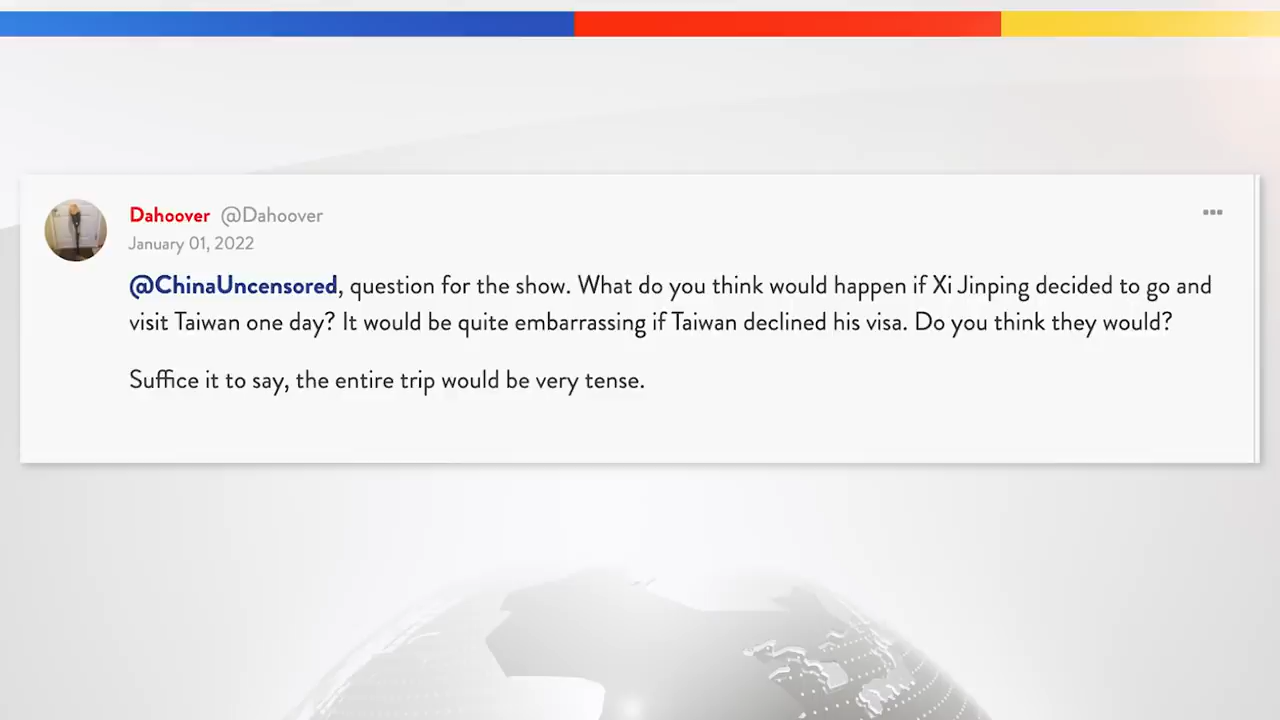 Dahoover @Dahoover
January 01, 2022
@ChinaUncensored, question for the show. What do you think would happen if Xi Jinping decided to go and
visit Taiwan one day? It would be quite embarrassing if Taiwan declined his visa. Do you think they would?
Suffice it to say, the entire trip would be very tense.